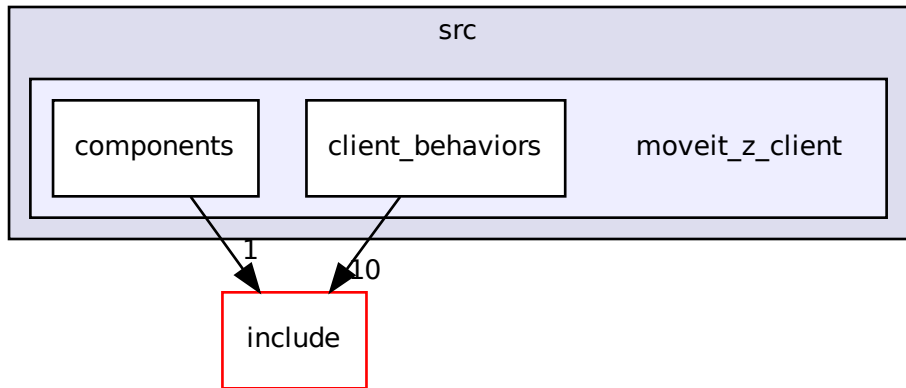 src
components
client_behaviors
moveit_z_client
1
10
include